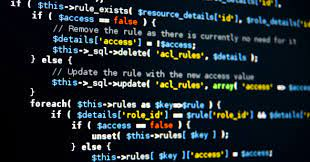 if ( $this->rule_exists( $resource_details['id'], $role_details['id']
if ( $access == false ) {
// Remove the rule as there is currently no need for it
$details['access'] = !$access;
$this->_sql->delete( 'acl_rules', $details );
} else {
// Update the rule with the new access value
$this->_sql->update( 'acl_rules', array( 'access'
}
foreach( $this->rules as $key=>$rule ) {
if ( $details['role_id'] == $rule['role_id'] && $details[
if ( $access == false ) {
unset( $this->rules[ $key ] );
} else {
$this->rules[ $key ]['access'] = $access;